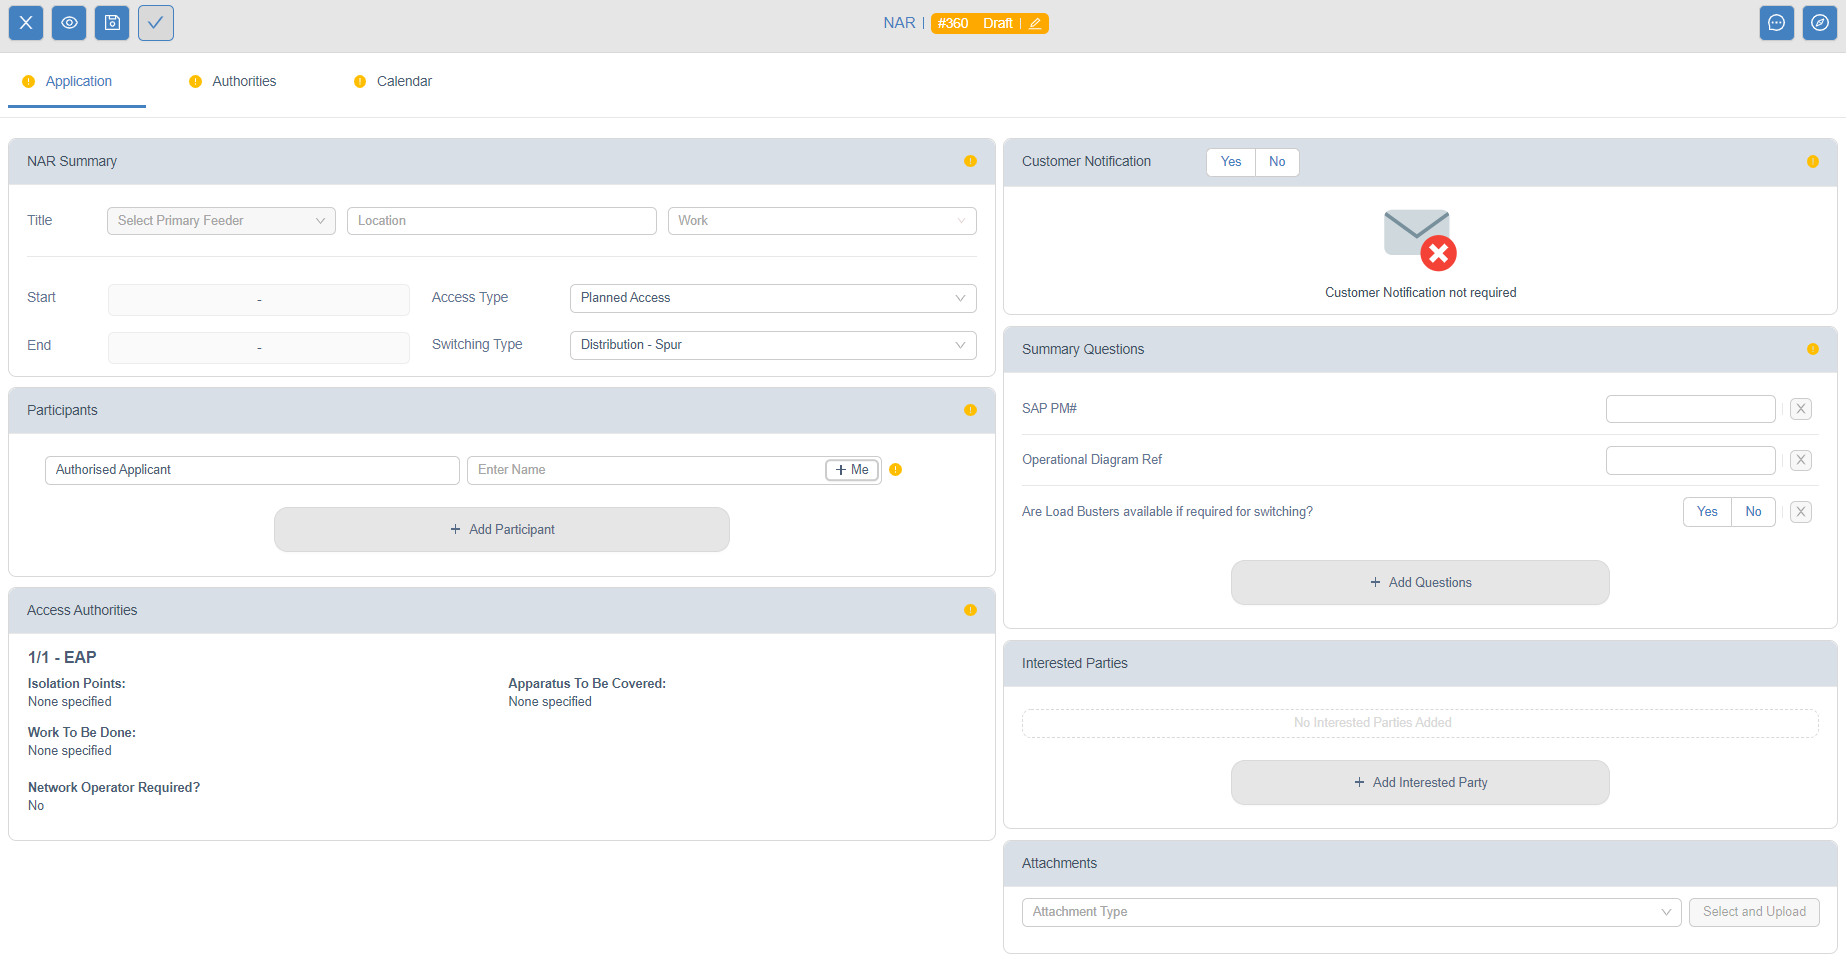 NAR | #360 Draft |
Application
Authorities
Calendar
NAR Summary
Title
Select Primary Feeder
Location
Work
Start
-
Access Type
Planned Access
End
-
Switching Type
Distribution - Spur
Participants
Authorised Applicant
Enter Name
+ Me
+ Add Participant
Access Authorities
1/1 - EAP
Isolation Points:
None specified
Apparatus To Be Covered:
None specified
Work To Be Done:
None specified
Network Operator Required?
No
Customer Notification
Yes
No
Customer Notification not required
Summary Questions
SAP PM#
X
Operational Diagram Ref
X
Are Load Busters available if required for switching?
Yes
No
X
+ Add Questions
Interested Parties
No Interested Parties Added
+ Add Interested Party
Attachments
Attachment Type
Select and Upload